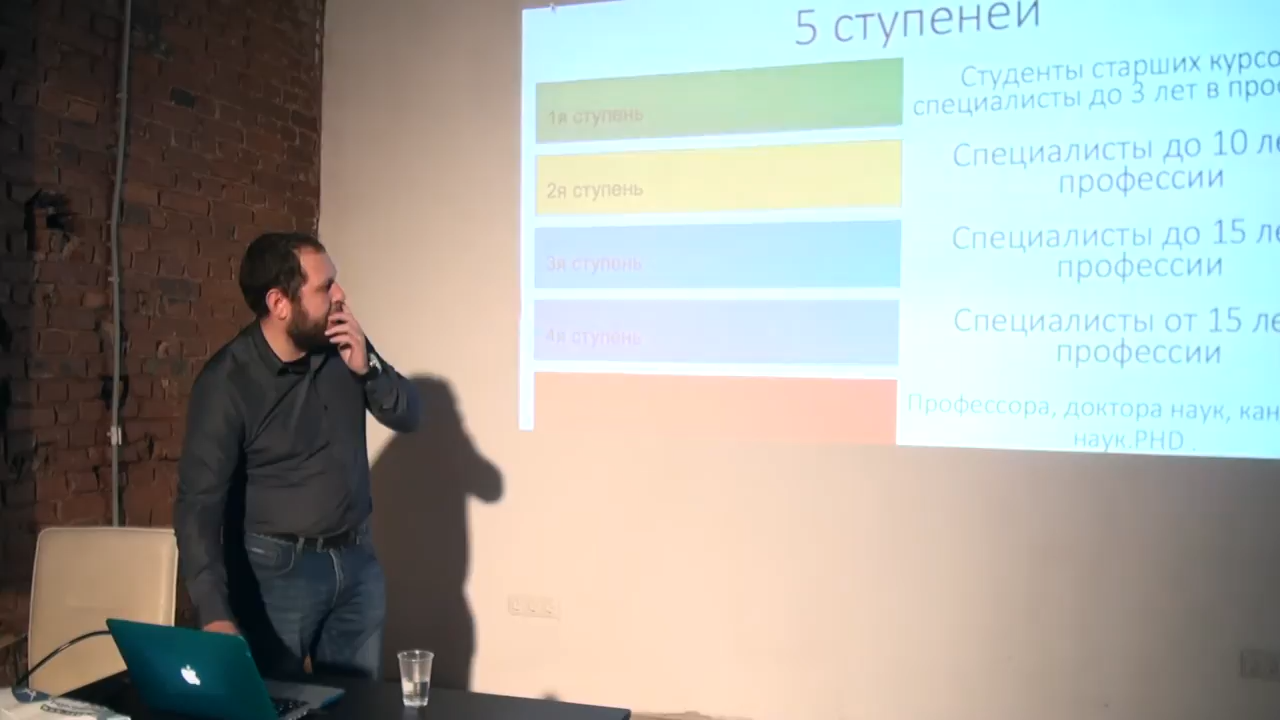 5 ступеней
1я ступень
Студенты старших курсо
специалисты до 3 лет в про
2я ступень
Специалисты до 10 ле
профессии
3я ступень
Специалисты до 15 ле
профессии
4я ступень
Специалисты от 15 ле
профессии
Профессора, доктора наук, кан
наук.PHD .